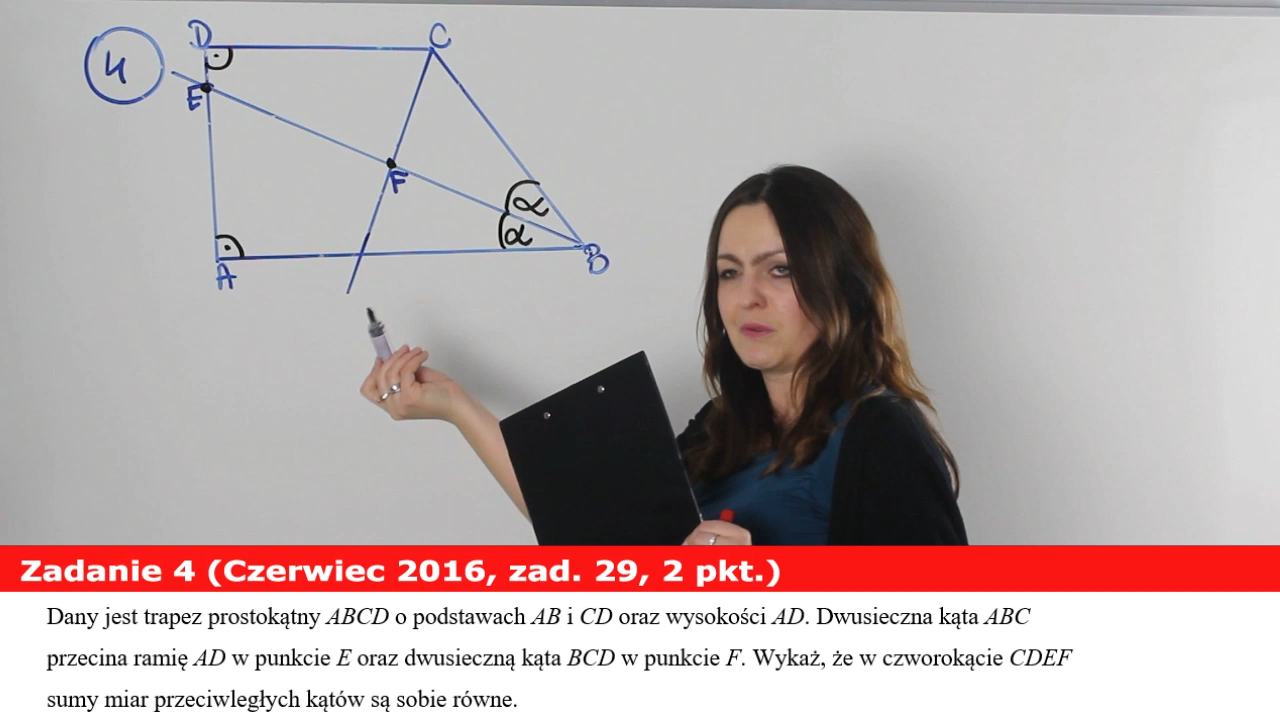 D
C
4
E
F
α
α
A
B
Zadanie 4 (Czerwiec 2016, zad. 29, 2 pkt.)
Dany jest trapez prostokątny ABCD o podstawach AB i CD oraz wysokości AD. Dwusieczna kąta ABC
przecina ramię AD w punkcie E oraz dwusieczną kąta BCD w punkcie F. Wykaż, że w czworokącie CDEF
sumy miar przeciwległych kątów są sobie równe.